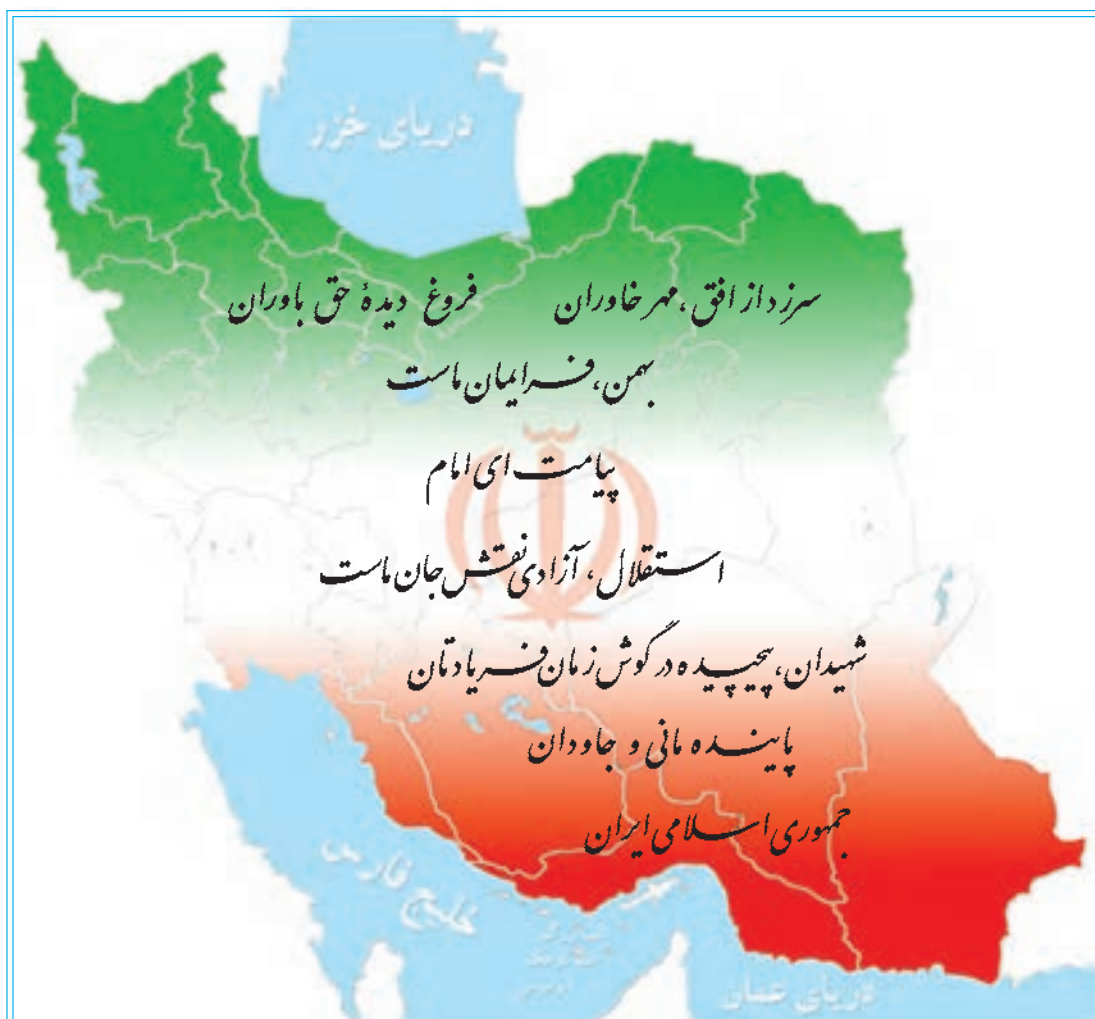 دریای خزر
سرزد از افق، مهر خاوران فروغ دیدهٔ حق باوران
بهمن، فر ایمان ماست
پیامت ای امام
استقلال، آزادی نقش جان ماست
شهیدان، پیچیده در گوش زمان فریادتان
پاینده مانی و جاودان
جمهوری اسلامی ایران
خلیج فارس
دریای عمان